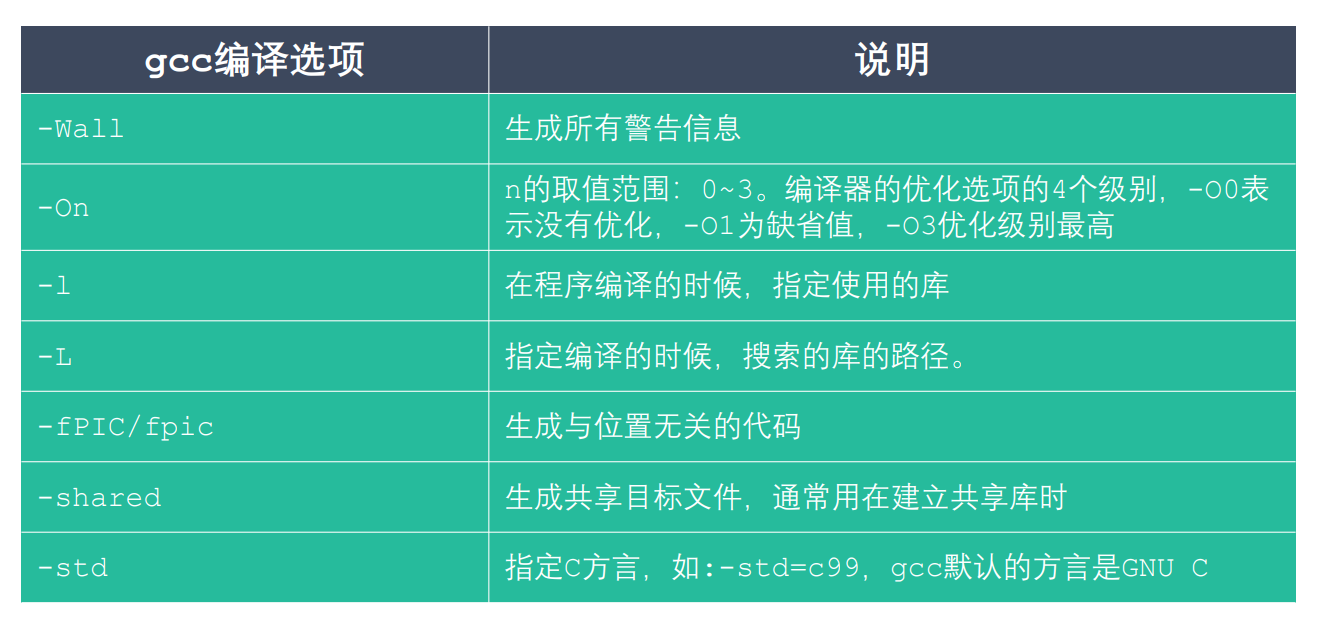 gcc编译选项
说明
-Wall
生成所有警告信息
-On
n的取值范围：0~3。编译器的优化选项的4个级别，-O0表
示没有优化，-O1为缺省值，-O3优化级别最高
-l
在程序编译的时候，指定使用的库
-L
指定编译的时候，搜索的库的路径。
-fPIC/fpic
生成与位置无关的代码
-shared
生成共享目标文件，通常用在建立共享库时
-std
指定C方言，如:-std=c99，gcc默认的方言是GNU C